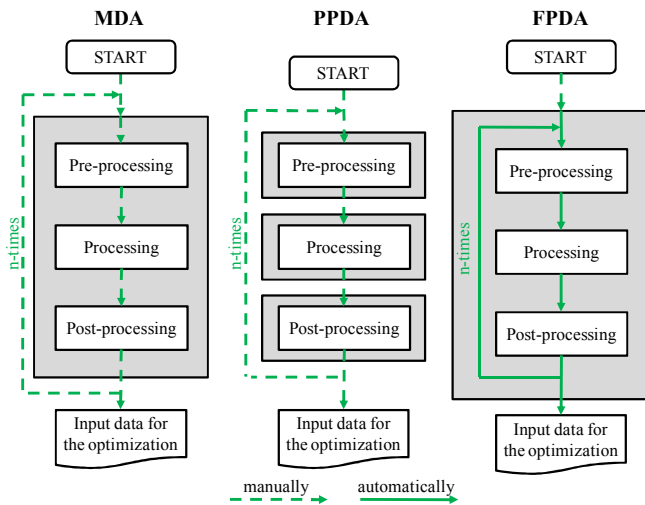 MDA
START
n-times
Pre-processing
Processing
Post-processing
Input data for
the optimization
PPDA
START
n-times
Pre-processing
Processing
Post-processing
Input data for
the optimization
FPDA
START
n-times
Pre-processing
Processing
Post-processing
Input data for
the optimization
manually
automatically